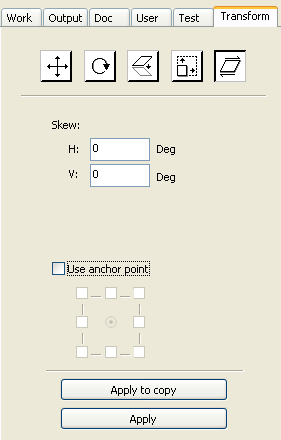 Work Output Doc User Test Transform
Skew:
H: 0 Deg
V: 0 Deg
Use anchor point
Apply to copy
Apply